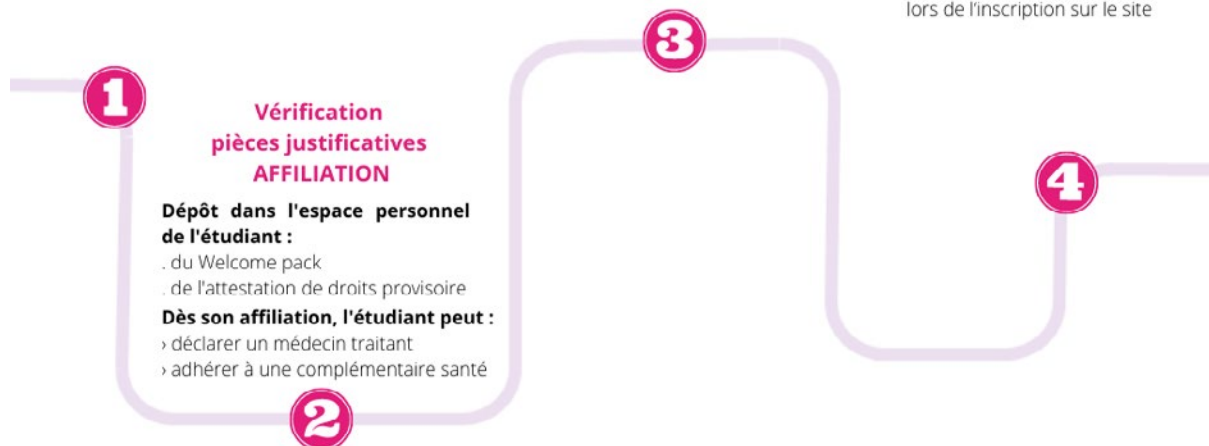 lors de l'inscription sur le site
3
1
Vérification
pièces justificatives
AFFILIATION
4
Dépôt dans l'espace personnel
de l'étudiant :
. du Welcome pack
. de l'attestation de droits provisoire
Dès son affiliation, l'étudiant peut :
› déclarer un médecin traitant
› adhérer à une complémentaire santé
2